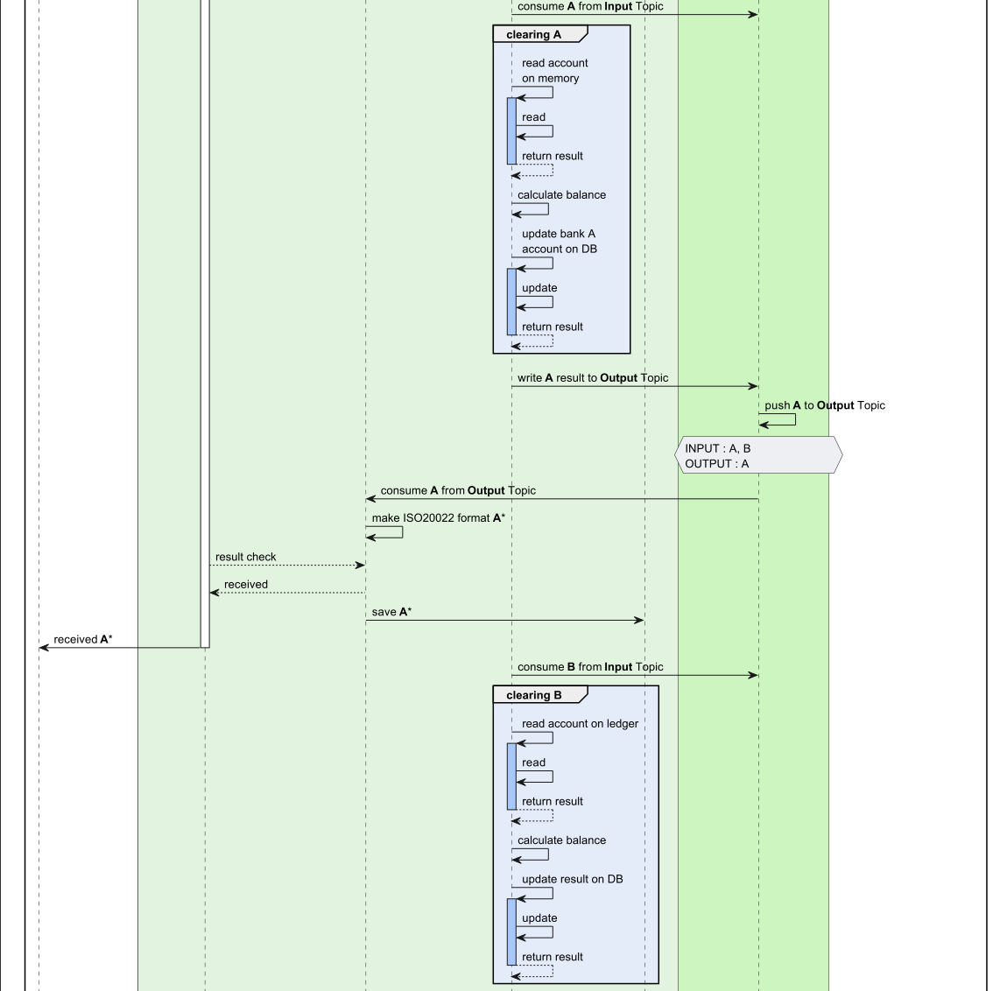 consume A from Input Topic
clearing A
read account
on memory
read
return result
calculate balance
update bank A
account on DB
update
return result
write A result to Output Topic
push A to Output Topic
INPUT : A, B
OUTPUT : A
consume A from Output Topic
make ISO20022 format A*
result check
received
save A*
received A*
consume B from Input Topic
clearing B
read account on ledger
read
return result
calculate balance
update result on DB
update
return result